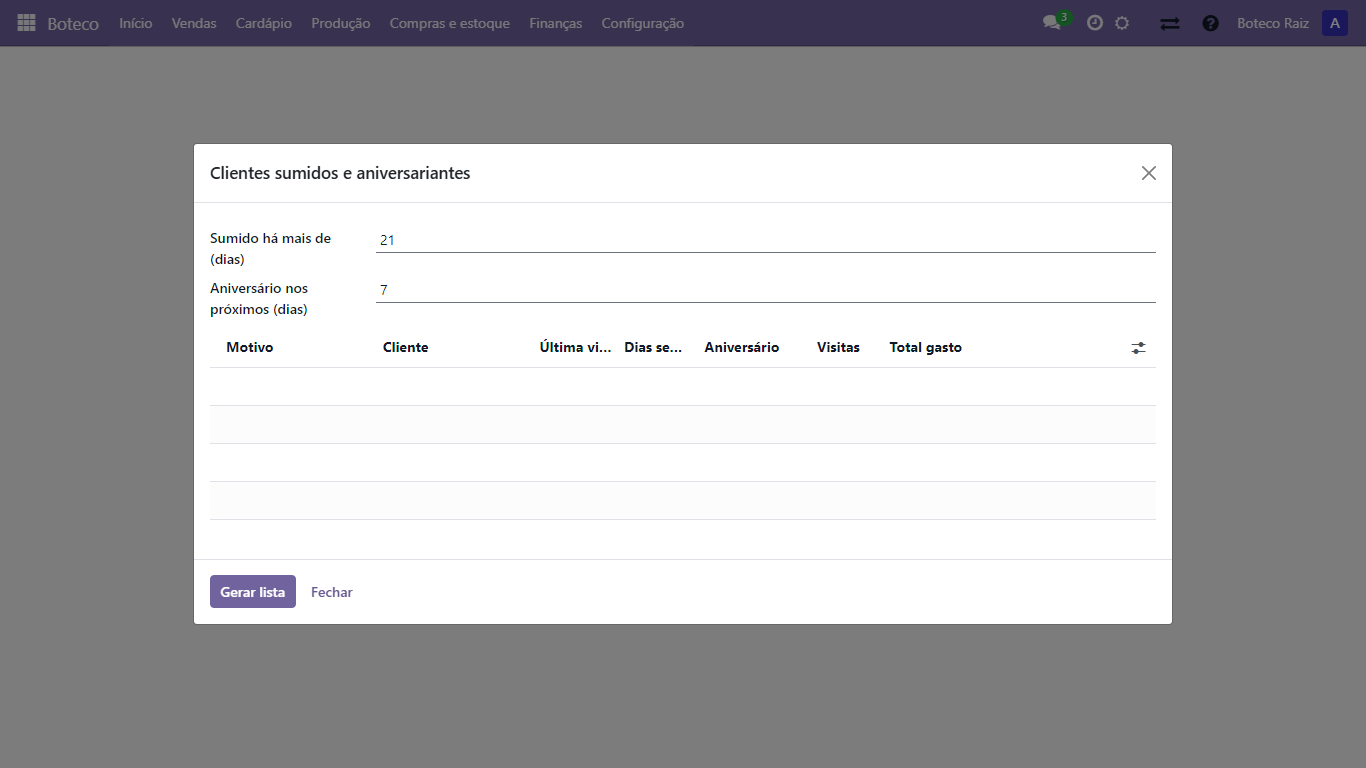 Boteco Início Vendas Cardápio Produção Compras e estoque Finanças Configuração 3 Boteco Raiz A
Clientes sumidos e aniversariantes
Sumido há mais de
(dias)
21
Aniversário nos
próximos (dias)
7
Motivo Cliente Última vi... Dias se... Aniversário Visitas Total gasto
Gerar lista Fechar